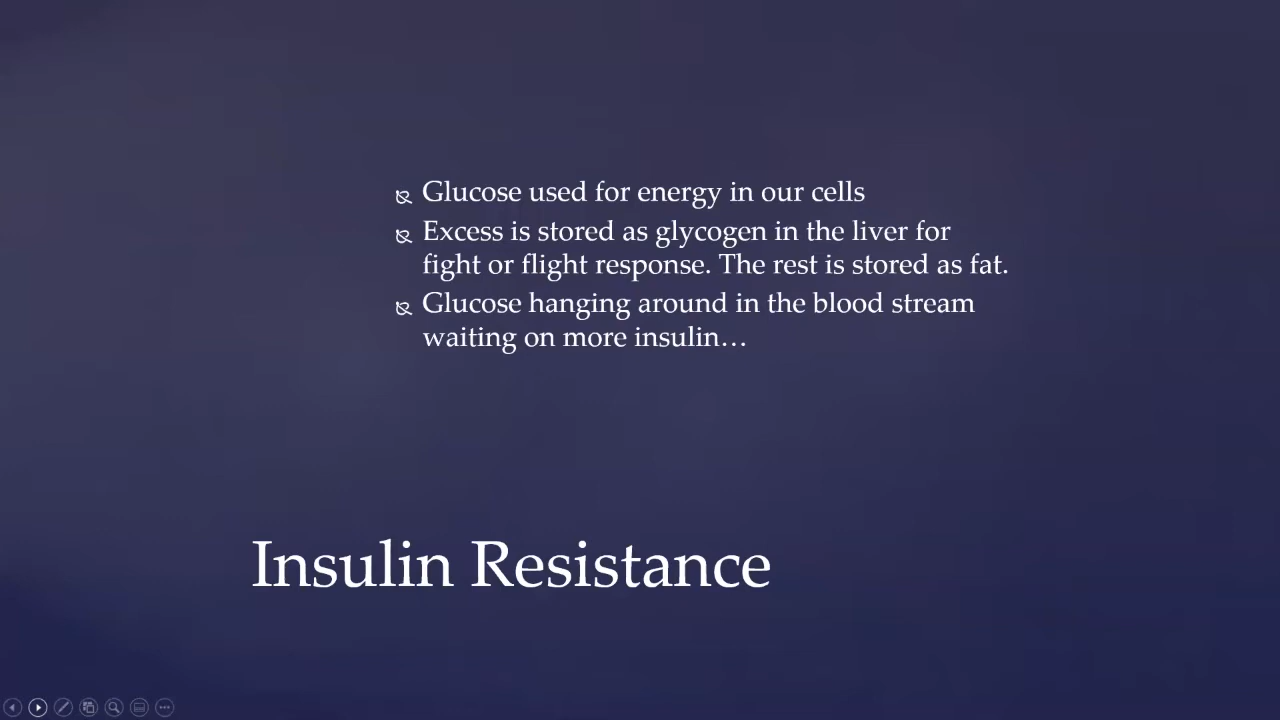 Glucose used for energy in our cells
Excess is stored as glycogen in the liver for
fight or flight response. The rest is stored as fat.
Glucose hanging around in the blood stream
waiting on more insulin…
Insulin Resistance